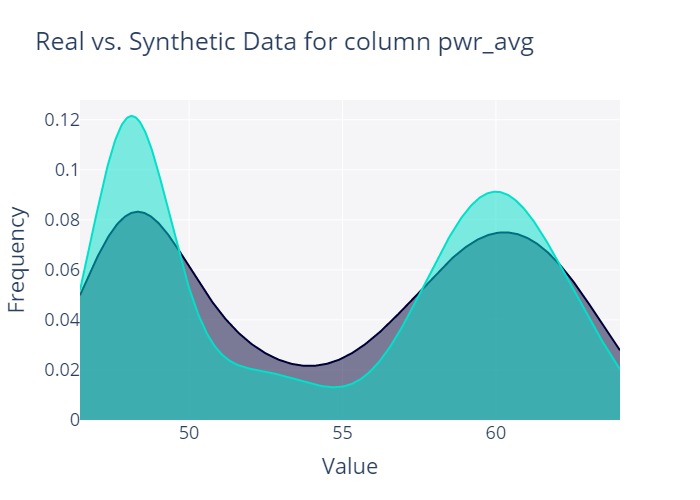 Real vs. Synthetic Data for column pwr_avg
0.12
0.1
0.08
0.06
0.04
0.02
0
Frequency
50 55 60
Value